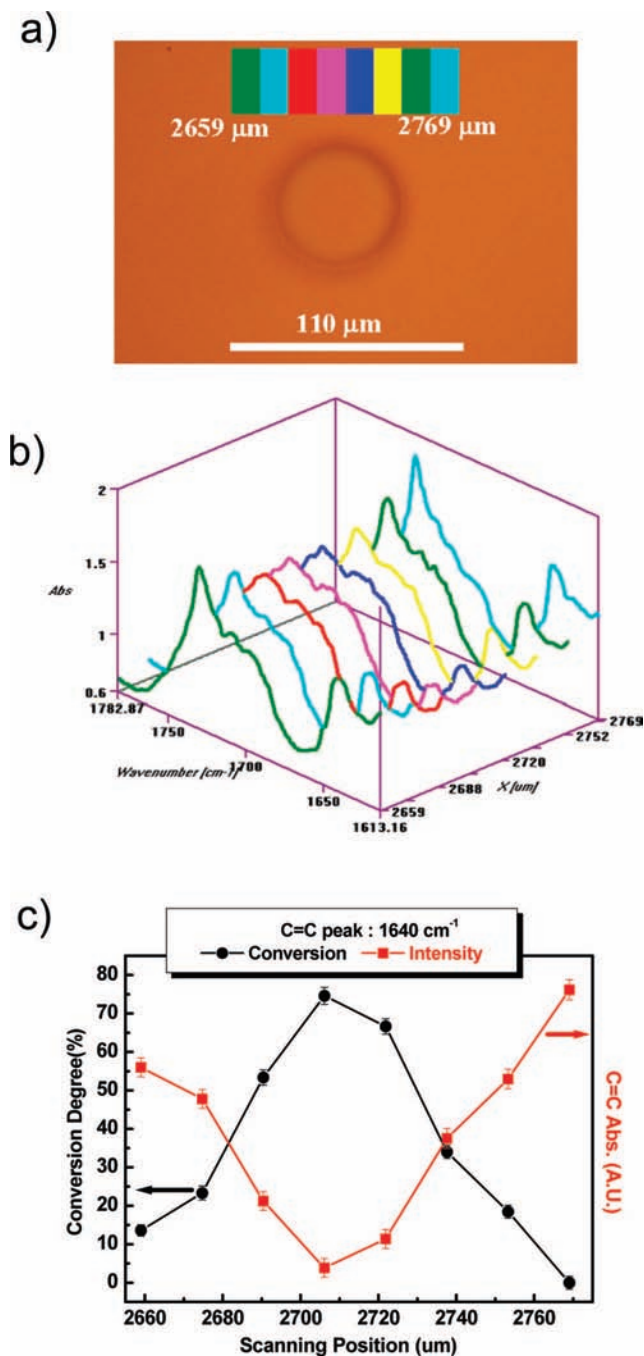 a)
2659 μm 2769 μm
110 μm
b)
2
1.5
Abs
1
0.6
1782.87
1750
Wavenumber [cm-1]
1700
1650
1613.16
2659
2688
X [um]
2720
2752
2769
c)
C=C peak : 1640 cm⁻¹
Conversion Intensity
80
70
60
50
40
30
20
10
0
Conversion Degree(%)
C=C Abs. (A.U.)
2660 2680 2700 2720 2740 2760
Scanning Position (um)